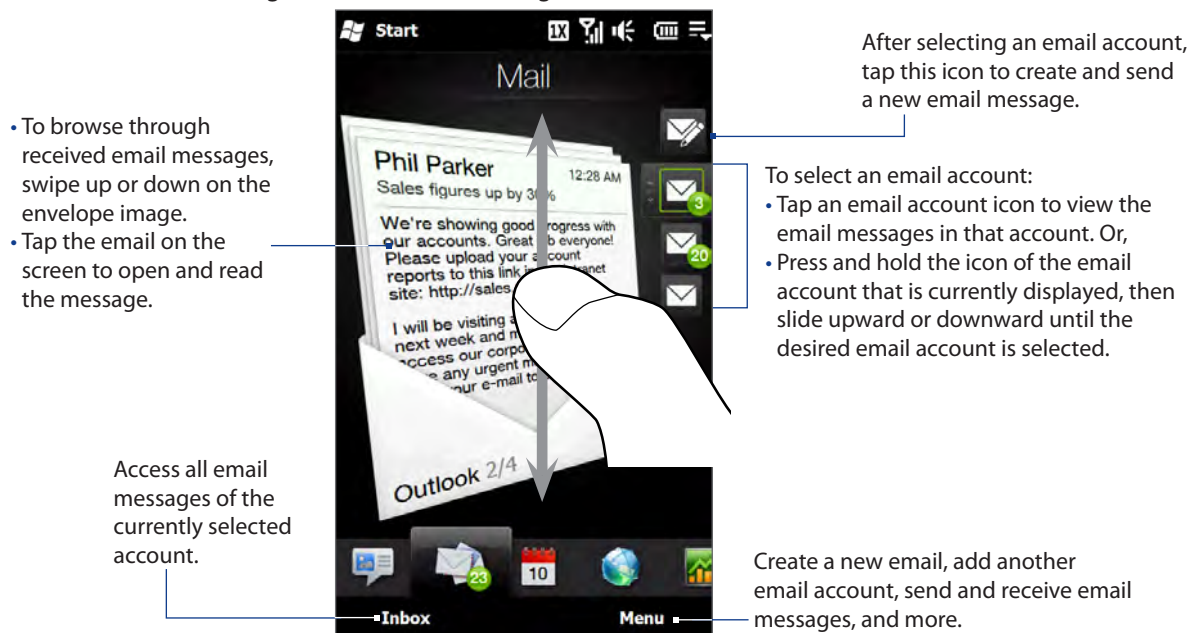 Start
1X
Mail
After selecting an email account,
tap this icon to create and send
a new email message.
• To browse through
received email messages,
swipe up or down on the
envelope image.
• Tap the email on the
screen to open and read
the message.
Phil Parker 12:28 AM
Sales figures up by 30%
We're showing good progress with
our accounts. Great job everyone!
Please upload your account
reports to this link in
site: http://sales.
I will be visiting
next week and
access our
any urgent
your e-mail to
Outlook 2/4
3
20
To select an email account:
• Tap an email account icon to view the
email messages in that account. Or,
• Press and hold the icon of the email
account that is currently displayed, then
slide upward or downward until the
desired email account is selected.
Access all email
messages of the
currently selected
account.
23
10
Inbox
Menu
Create a new email, add another
email account, send and receive email
messages, and more.